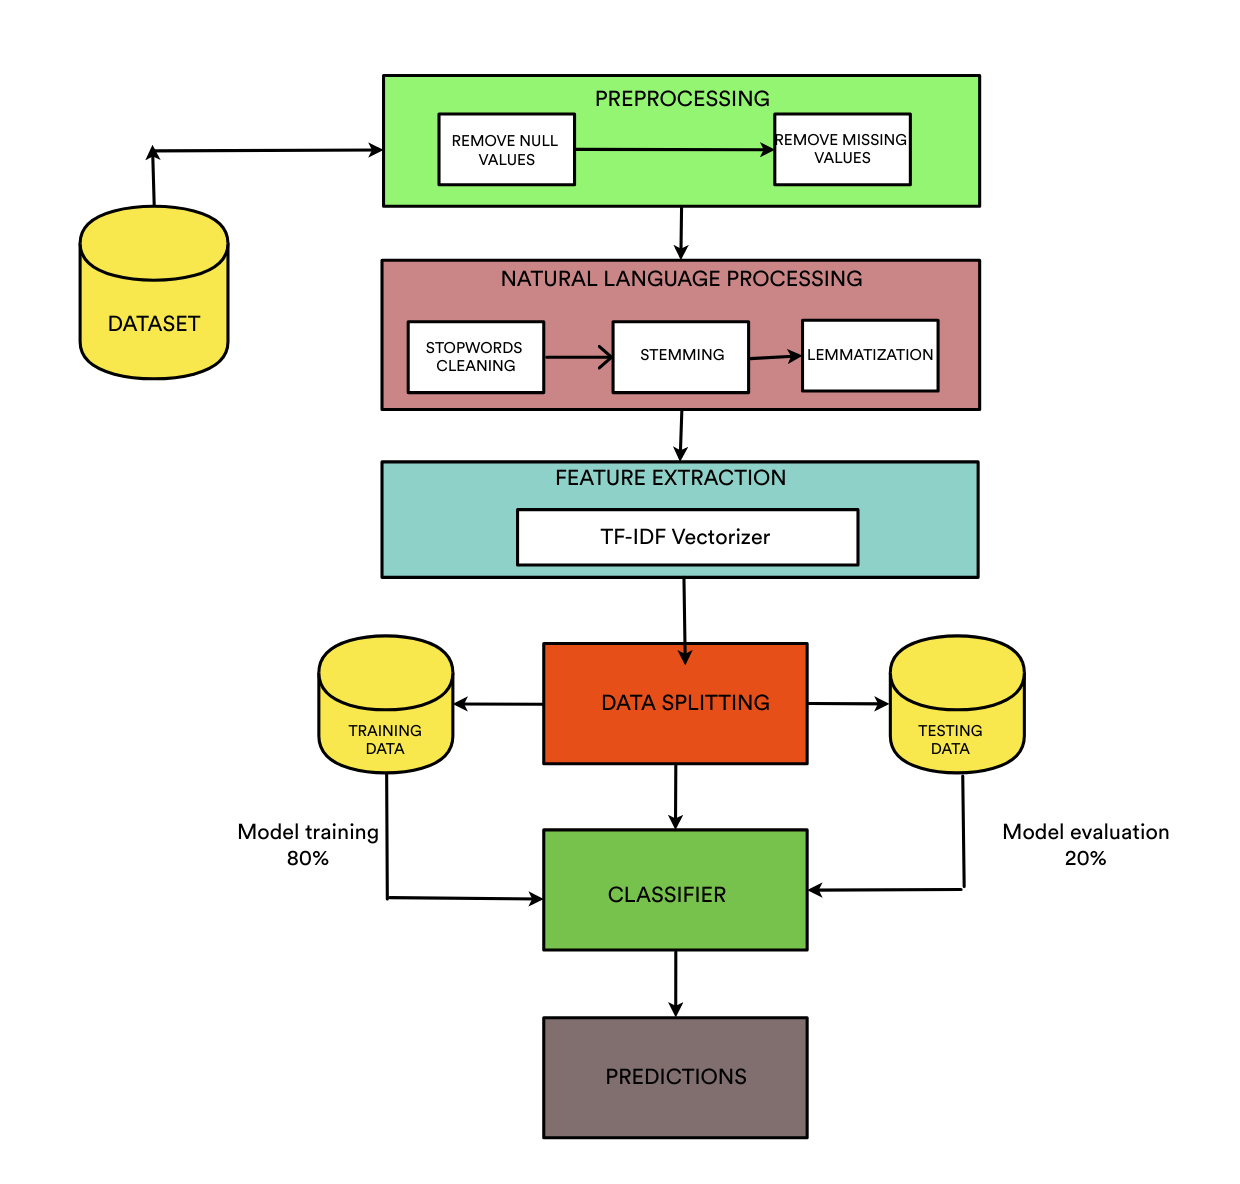 PREPROCESSING
REMOVE NULL
VALUES
REMOVE MISSING
VALUES
DATASET
NATURAL LANGUAGE PROCESSING
STOPWORDS
CLEANING
STEMMING
LEMMATIZATION
FEATURE EXTRACTION
TF-IDF Vectorizer
TRAINING
DATA
DATA SPLITTING
TESTING
DATA
Model training
80%
Model evaluation
20%
CLASSIFIER
PREDICTIONS